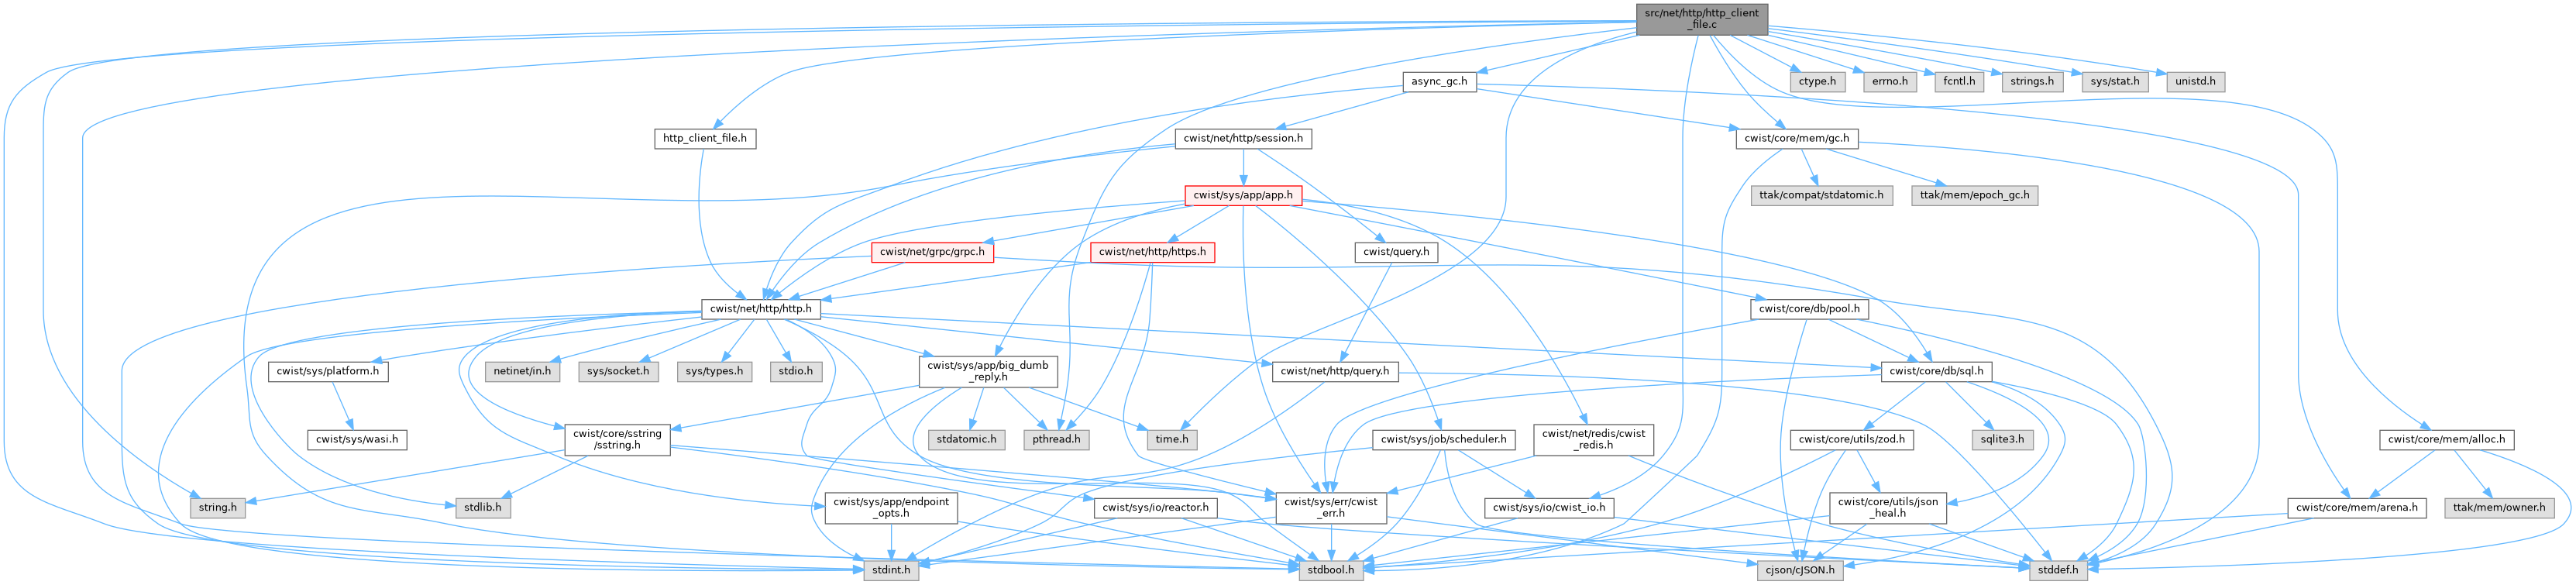 src/net/http/http_client
_file.c
async_gc.h
ctype.h
errno.h
fcntl.h
strings.h
sys/stat.h
unistd.h
http_client_file.h
cwist/net/http/session.h
cwist/core/mem/gc.h
cwist/sys/app/app.h
ttak/compat/stdatomic.h
ttak/mem/epoch_gc.h
cwist/net/grpc/grpc.h
cwist/net/http/https.h
cwist/query.h
cwist/net/http/http.h
cwist/core/db/pool.h
cwist/sys/platform.h
netinet/in.h
sys/socket.h
sys/types.h
stdio.h
cwist/sys/app/big_dumb
_reply.h
cwist/net/http/query.h
cwist/core/db/sql.h
cwist/sys/wasi.h
cwist/core/sstring
/sstring.h
stdatomic.h
pthread.h
time.h
cwist/sys/job/scheduler.h
cwist/net/redis/cwist
_redis.h
cwist/core/utils/zod.h
sqlite3.h
cwist/core/mem/alloc.h
string.h
stdlib.h
cwist/sys/app/endpoint
_opts.h
cwist/sys/io/reactor.h
cwist/sys/err/cwist
_err.h
cwist/sys/io/cwist_io.h
cwist/core/utils/json
_heal.h
cwist/core/mem/arena.h
ttak/mem/owner.h
stdint.h
stdbool.h
cjson/cJSON.h
stddef.h